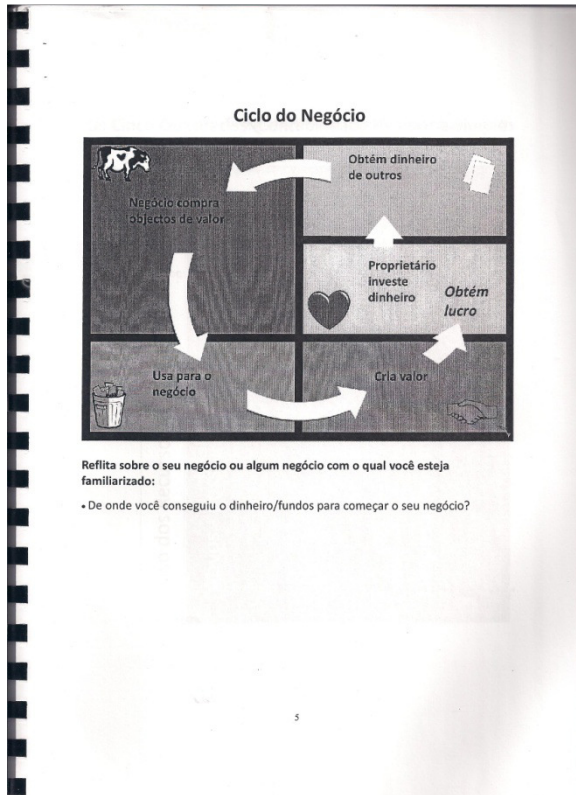 Ciclo do Negócio
Obtém dinheiro
de outros
Negócio compra
objectos de valor
Proprietário
investe
dinheiro
Obtém
lucro
Usa para o
negócio
Cria valor
Reflita sobre o seu negócio ou algum negócio com o qual você esteja
familiarizado:
• De onde você conseguiu o dinheiro/fundos para começar o seu negócio?
5